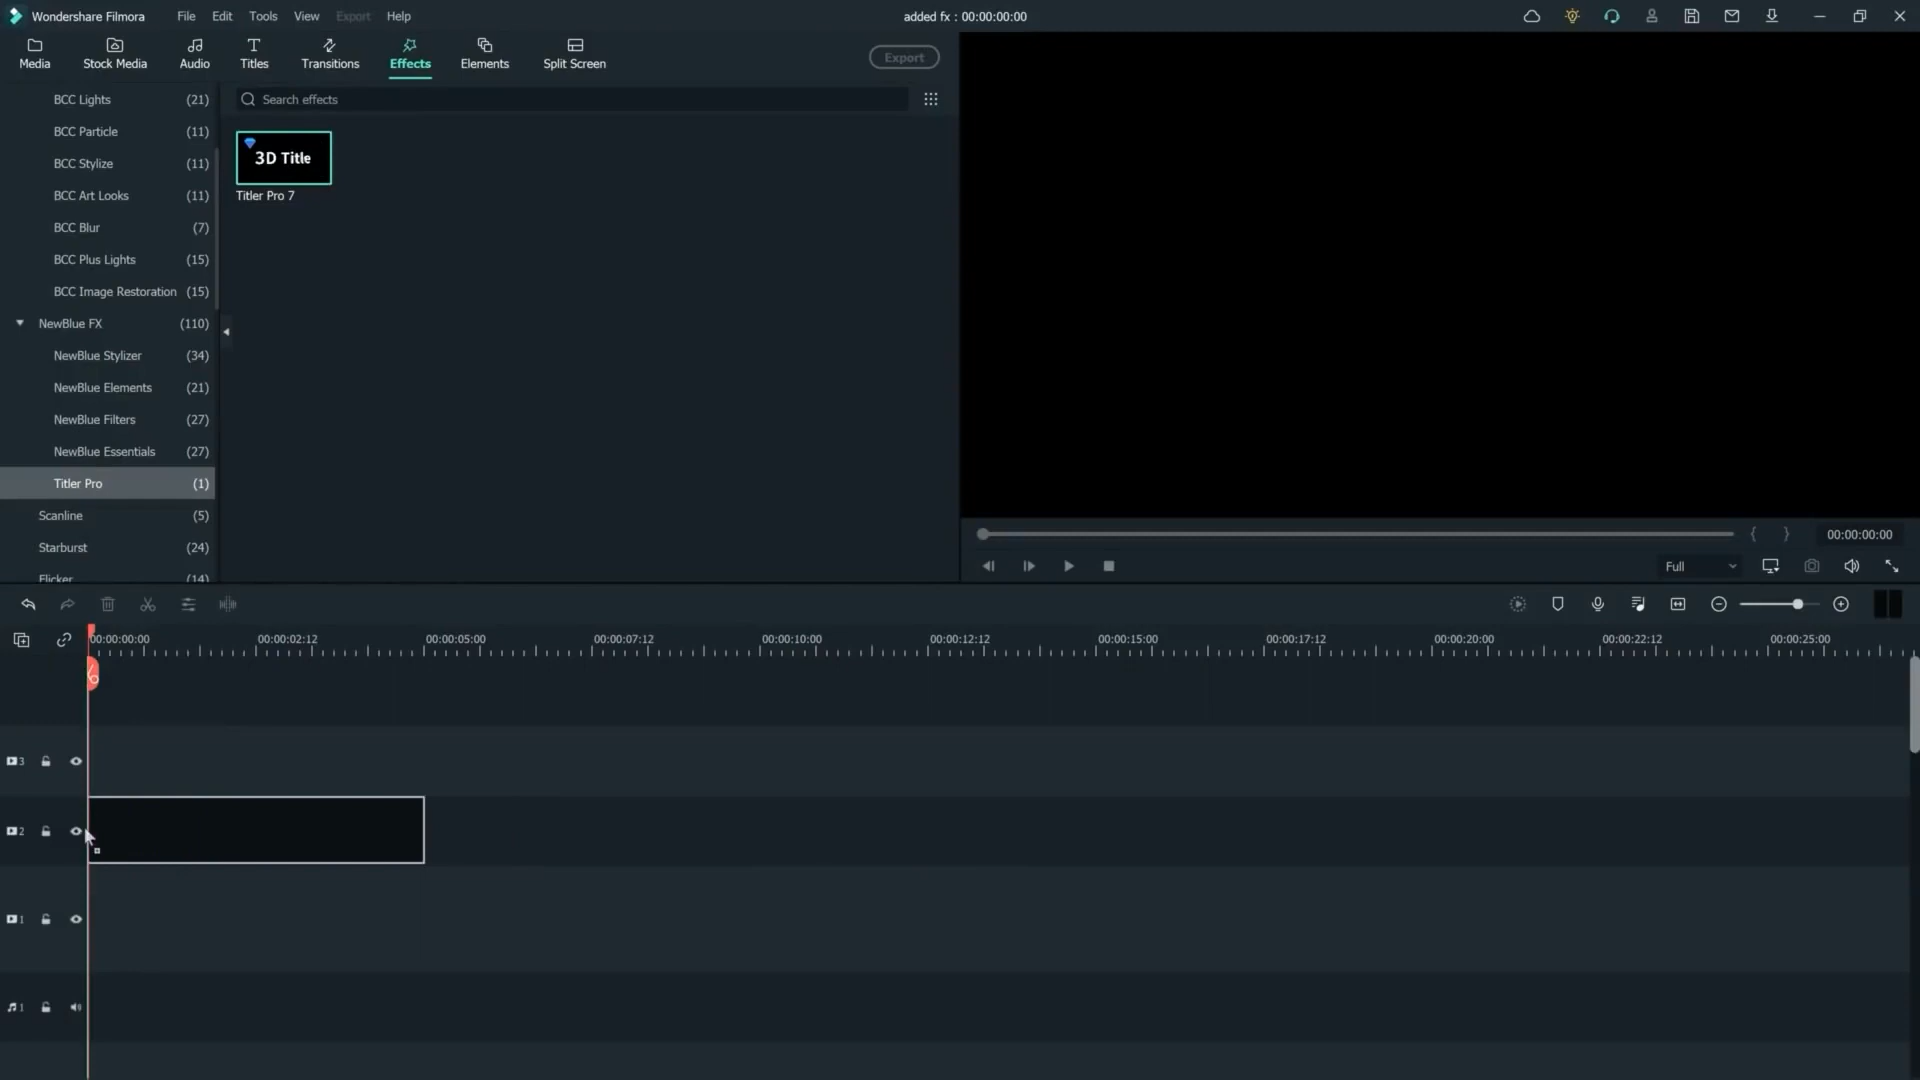 Wondershare Filmora File Edit Tools View Export Help added fx : 00:00:00:00
Media Stock Media Audio Titles Transitions Effects Elements Split Screen Export
BCC Lights (21)
BCC Particle (11)
BCC Stylize (11)
BCC Art Looks (11)
BCC Blur (7)
BCC Plus Lights (15)
BCC Image Restoration (15)
NewBlue FX (110)
NewBlue Stylizer (34)
NewBlue Elements (21)
NewBlue Filters (27)
NewBlue Essentials (27)
Titler Pro (1)
Scanline (5)
Starburst (24)
Flicker (14)
Search effects
3D Title
Titler Pro 7
00:00:00:00
Full
00:00:00:00 00:00:02:12 00:00:05:00 00:00:07:12 00:00:10:00 00:00:12:12 00:00:15:00 00:00:17:12 00:00:20:00 00:00:22:12 00:00:25:00
3
2
1
1